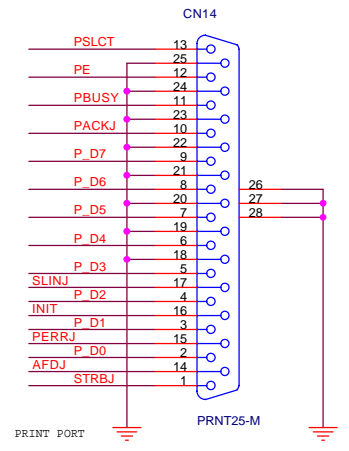 CN14
PSLCT 13
25
PE 12
24
PBUSY 11
23
PACKJ 10
22
P_D7 9
21
P_D6 8 26
20 27
P_D5 7 28
19
P_D4 6
18
P_D3 5
SLINJ 17
P_D2 4
INIT 16
P_D1 3
PERRJ 15
P_D0 2
AFDJ 14
STRBJ 1
PRNT25-M
PRINT PORT